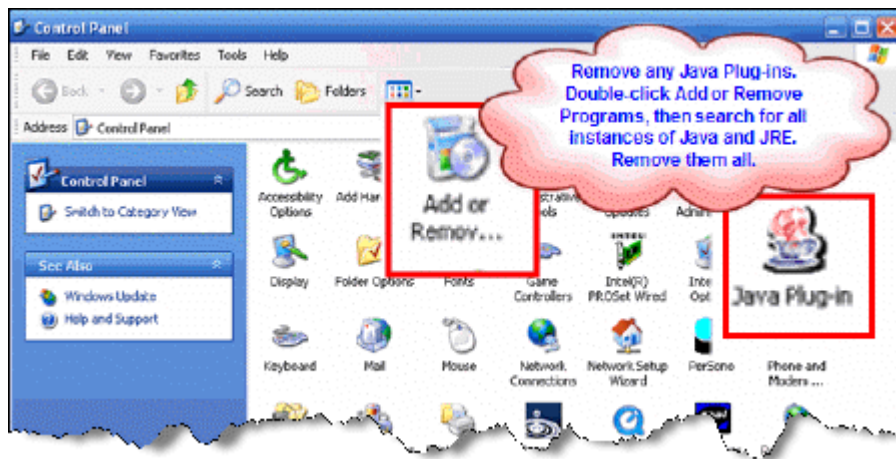 Control Panel
File Edit View Favorites Tools Help
Back Search Folders
Address Control Panel
Remove any Java Plug-ins.
Double-click Add or Remove
Programs, then search for all
instances of Java and JRE.
Remove them all.
Control Panel
Switch to Category View
See Also
Windows Update
Help and Support
Accessibility
Options
Add Har
Add or
Remov...
Java Plug-in
Display
Folder Options
Fonts
Game
Controllers
Intel(R)
PROSet Wired
Keyboard
Mail
Mouse
Network
Connections
Network Setup
Wizard
PerSono
Phone and
Modem ...